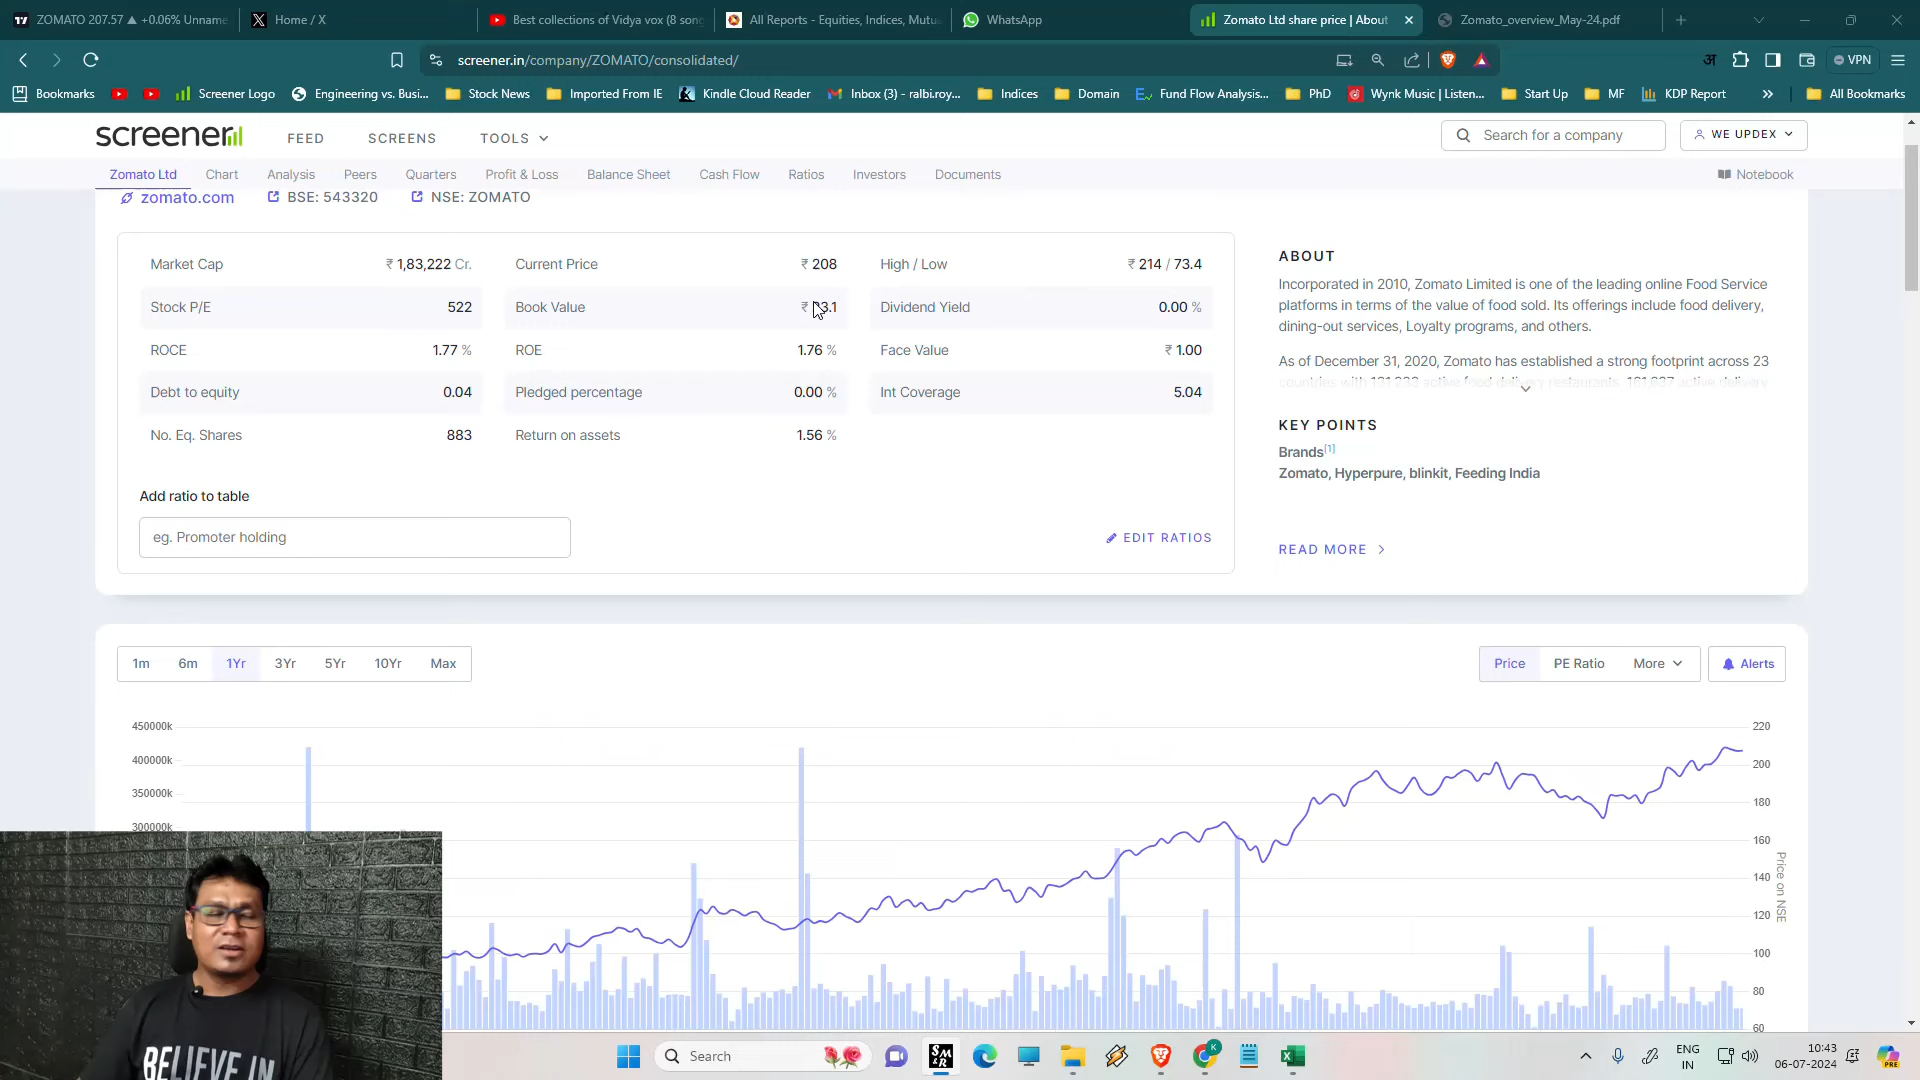 ZOMATO 207.57 ▲ +0.06% Unname
Home / X
Best collections of Vidya vox (8 song
All Reports - Equities, Indices, Mutu
WhatsApp
Zomato Ltd share price | About
Zomato_overview_May-24.pdf
screener.in/company/ZOMATO/consolidated/
अ
VPN
Bookmarks
Screener Logo
Engineering vs. Busi...
Stock News
Imported From IE
Kindle Cloud Reader
Inbox (3) - ralbi.roy...
Indices
Domain
Fund Flow Analysis...
PhD
Wynk Music | Listen...
Start Up
MF
KDP Report
All Bookmarks
screener
FEED
SCREENS
TOOLS
Search for a company
WE UPDEX
Zomato Ltd
Chart
Analysis
Peers
Quarters
Profit & Loss
Balance Sheet
Cash Flow
Ratios
Investors
Documents
Notebook
zomato.com
BSE: 543320
NSE: ZOMATO
Market Cap ₹ 1,83,222 Cr.
Current Price ₹ 208
High / Low ₹ 214 / 73.4
Stock P/E 522
Book Value ₹ 3.1
Dividend Yield 0.00 %
ROCE 1.77 %
ROE 1.76 %
Face Value ₹ 1.00
Debt to equity 0.04
Pledged percentage 0.00 %
Int Coverage 5.04
No. Eq. Shares 883
Return on assets 1.56 %
Add ratio to table
eg. Promoter holding
EDIT RATIOS
ABOUT
Incorporated in 2010, Zomato Limited is one of the leading online Food Service
platforms in terms of the value of food sold. Its offerings include food delivery,
dining-out services, Loyalty programs, and others.
As of December 31, 2020, Zomato has established a strong footprint across 23
KEY POINTS
Brands[1]
Zomato, Hyperpure, blinkit, Feeding India
READ MORE
1m
6m
1Yr
3Yr
5Yr
10Yr
Max
Price
PE Ratio
More
Alerts
450000k
400000k
350000k
300000k
220
200
180
160
140
120
100
80
60
Price on NSE
BELIEVE IN
Search
ENG
IN
10:43
06-07-2024
PRE